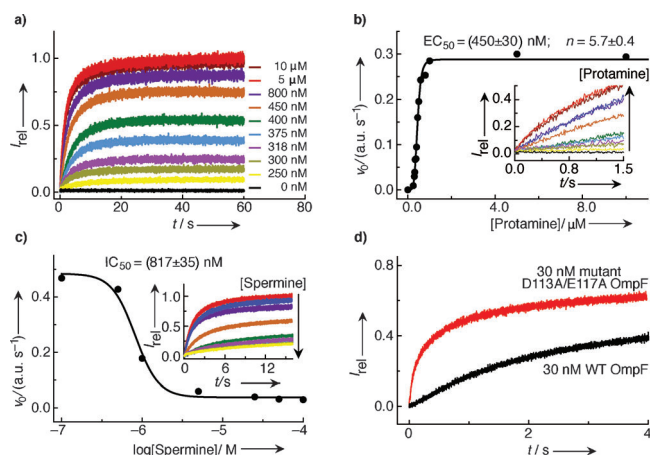 a)
I_rel
1.0
0.5
0.0
0 20 40 60
t / s
10 µM
5 µM
800 nM
450 nM
400 nM
375 nM
318 nM
300 nM
250 nM
0 nM
b)
EC50 = (450±30) nM; n = 5.7±0.4
v0/(a.u. s⁻¹)
0.3
0.2
0.1
0.0
0 5 10
[Protamine]/ µM
[Protamine]
I_rel
0.4
0.2
0.0
0.0 0.8 1.5
t/s
c)
IC50 = (817±35) nM
v0/(a.u. s⁻¹)
0.4
0.2
0.0
-7 -6 -5 -4
log[Spermine]/ M
[Spermine]
I_rel
1.0
0.5
0.0
0 6 12
t/s
d)
I_rel
0.8
0.4
0.0
0 2 4
t / s
30 nM mutant
D113A/E117A OmpF
30 nM WT OmpF